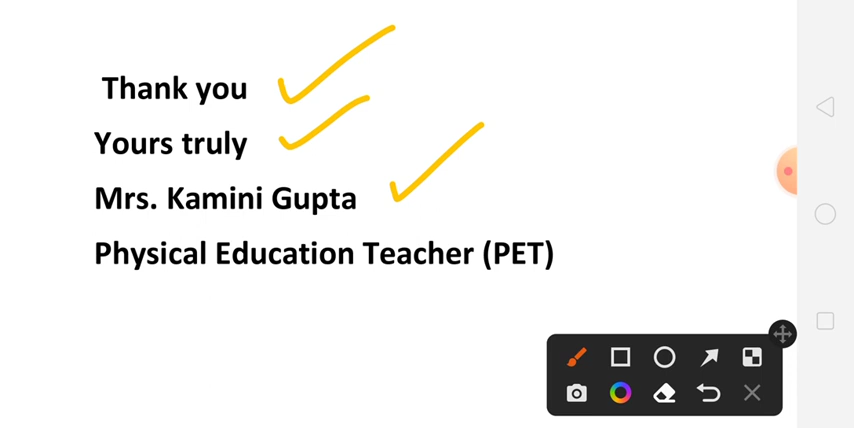 Thank you
Yours truly
Mrs. Kamini Gupta
Physical Education Teacher (PET)